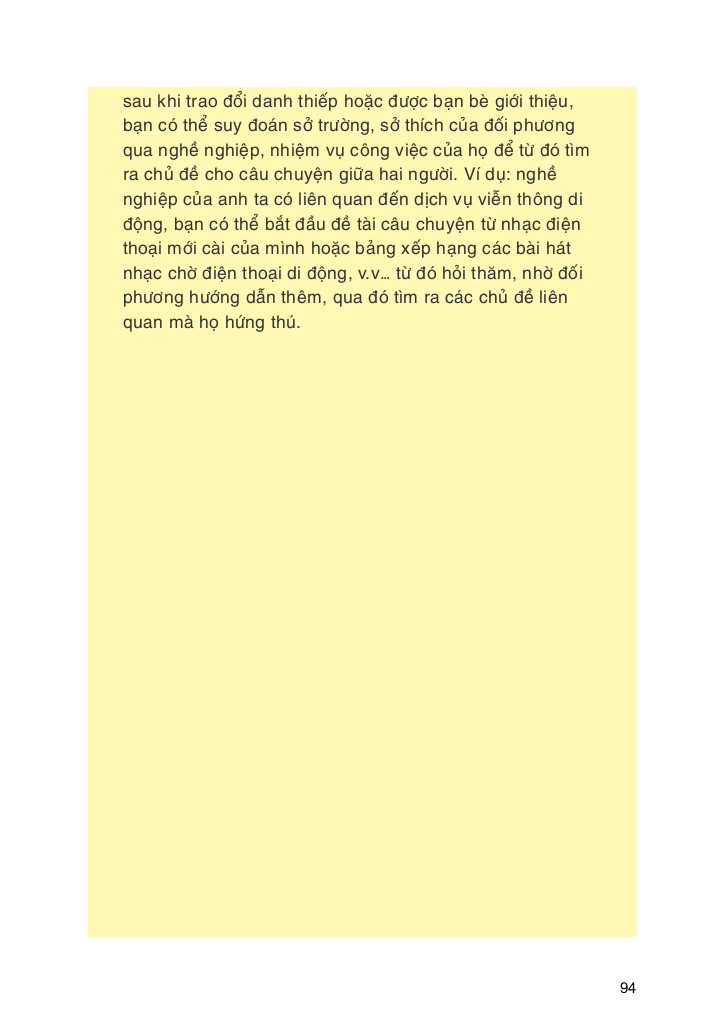 sau khi trao đổi danh thiếp hoặc được bạn bè giới thiệu,
bạn có thể suy đoán sở trường, sở thích của đối phương
qua nghề nghiệp, nhiệm vụ công việc của họ để từ đó tìm
ra chủ đề cho câu chuyện giữa hai người. Ví dụ: nghề
nghiệp của anh ta có liên quan đến dịch vụ viễn thông di
động, bạn có thể bắt đầu đề tài câu chuyện từ nhạc điện
thoại mới cài của mình hoặc bảng xếp hạng các bài hát
nhạc chờ điện thoại di động, v.v… từ đó hỏi thăm, nhờ đối
phương hướng dẫn thêm, qua đó tìm ra các chủ đề liên
quan mà họ hứng thú.
94